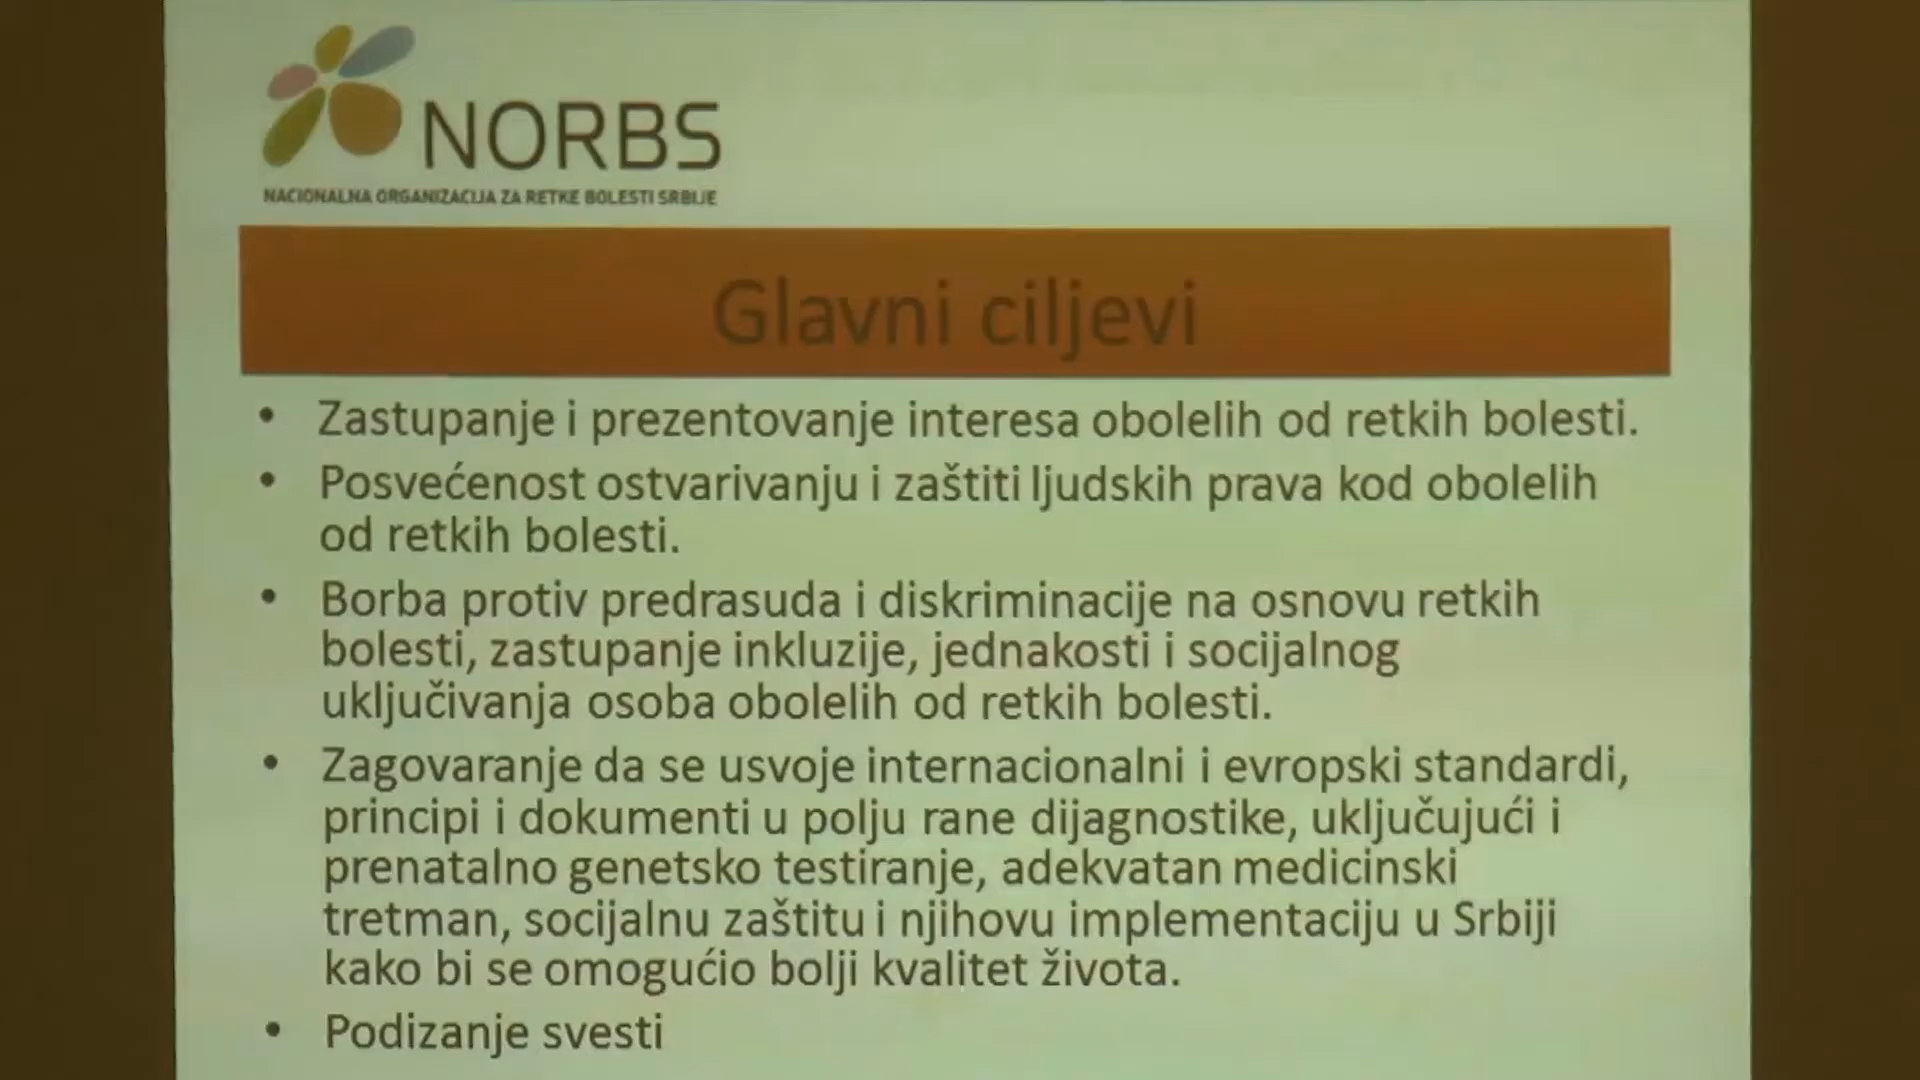 NORBS
NACIONALNA ORGANIZACIJA ZA RETKE BOLESTI SRBIJE
Glavni ciljevi
• Zastupanje i prezentovanje interesa obolelih od retkih bolesti.
• Posvećenost ostvarivanju i zaštiti ljudskih prava kod obolelih
od retkih bolesti.
• Borba protiv predrasuda i diskriminacije na osnovu retkih
bolesti, zastupanje inkluzije, jednakosti i socijalnog
uključivanja osoba obolelih od retkih bolesti.
• Zagovaranje da se usvoje internacionalni i evropski standardi,
principi i dokumenti u polju rane dijagnostike, uključujući i
prenatalno genetsko testiranje, adekvatan medicinski
tretman, socijalnu zaštitu i njihovu implementaciju u Srbiji
kako bi se omogućio bolji kvalitet života.
• Podizanje svesti